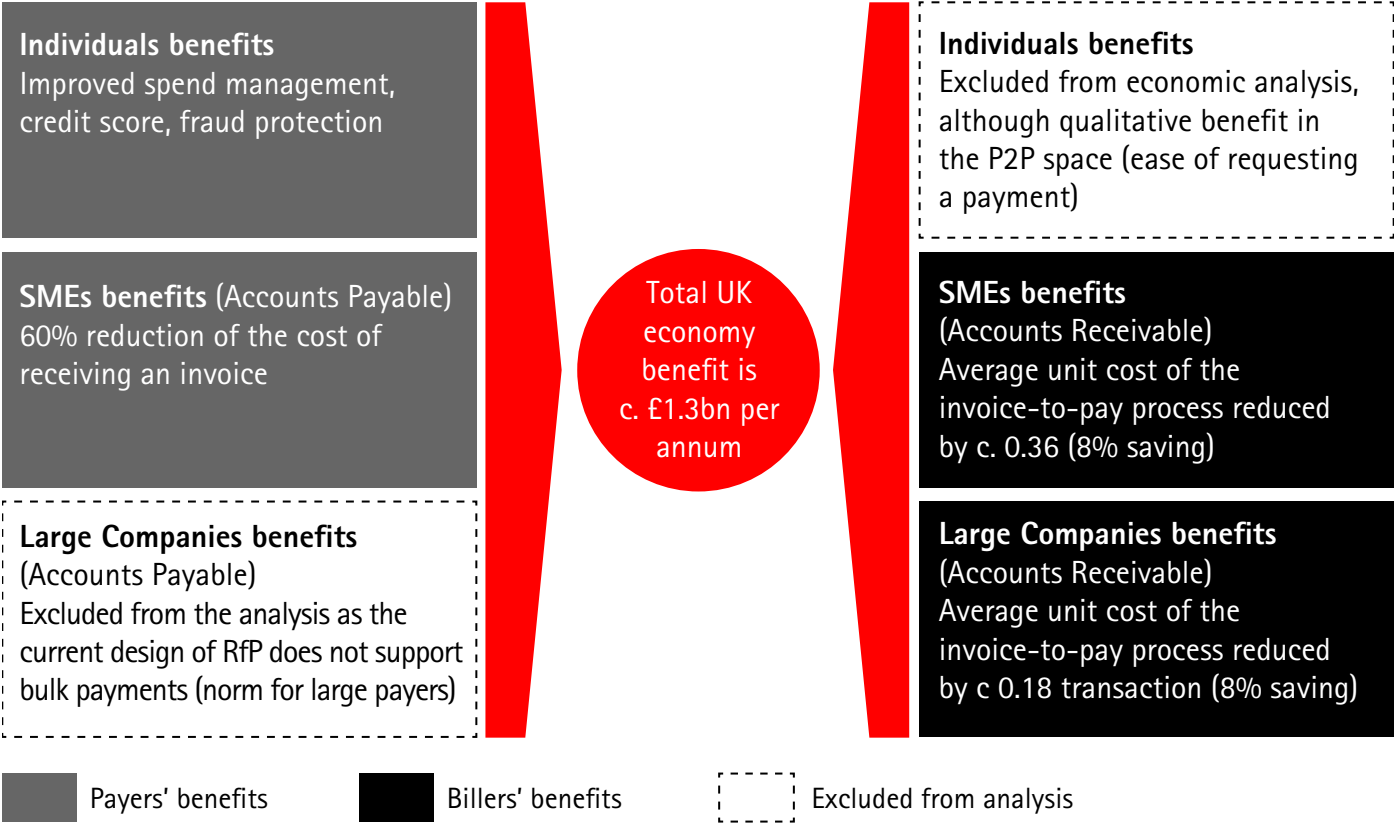 Individuals benefits
Improved spend management,
credit score, fraud protection
SMEs benefits (Accounts Payable)
60% reduction of the cost of
receiving an invoice
Large Companies benefits
(Accounts Payable)
Excluded from the analysis as the
current design of RfP does not support
bulk payments (norm for large payers)
Total UK
economy
benefit is
c. £1.3bn per
annum
Individuals benefits
Excluded from economic analysis,
although qualitative benefit in
the P2P space (ease of requesting
a payment)
SMEs benefits
(Accounts Receivable)
Average unit cost of the
invoice-to-pay process reduced
by c. 0.36 (8% saving)
Large Companies benefits
(Accounts Receivable)
Average unit cost of the
invoice-to-pay process reduced
by c 0.18 transaction (8% saving)
Payers’ benefits
Billers’ benefits
Excluded from analysis